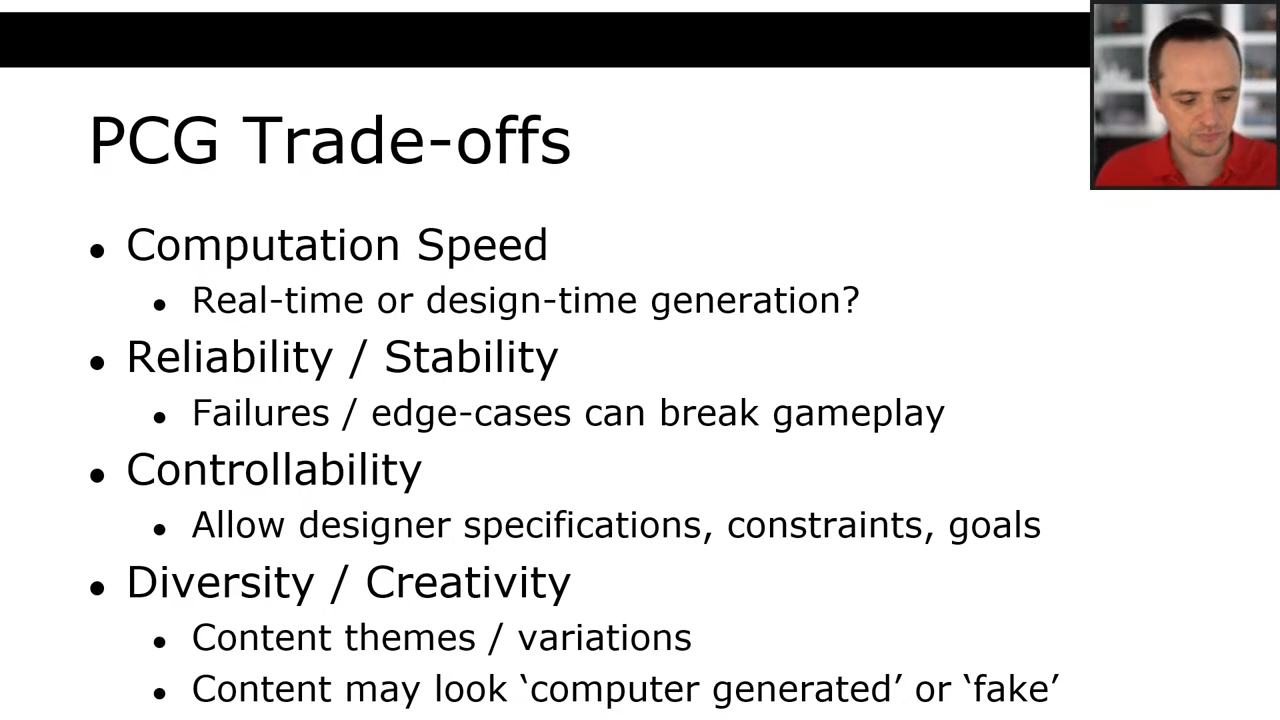 PCG Trade-offs
• Computation Speed
• Real-time or design-time generation?
• Reliability / Stability
• Failures / edge-cases can break gameplay
• Controllability
• Allow designer specifications, constraints, goals
• Diversity / Creativity
• Content themes / variations
• Content may look ‘computer generated’ or ‘fake’